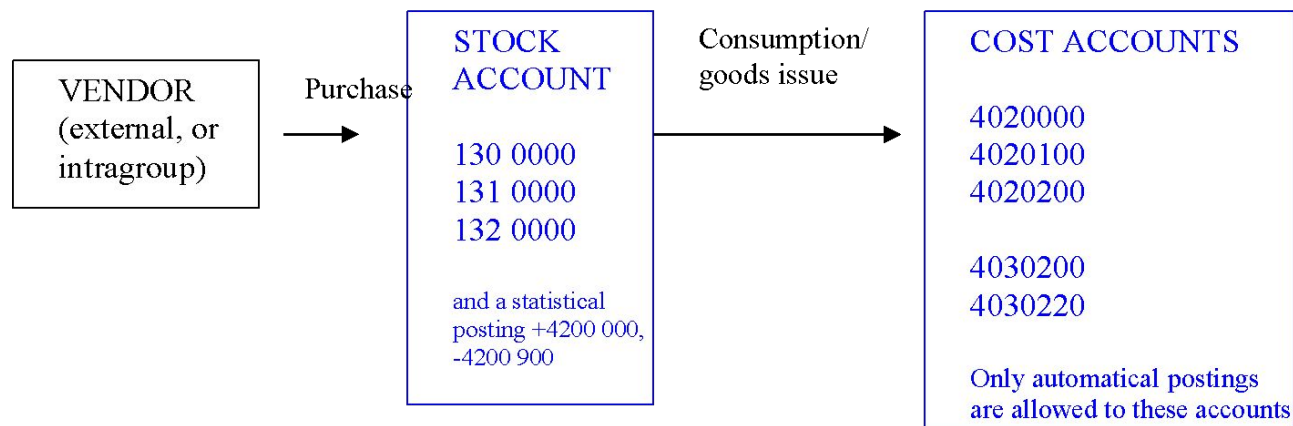 VENDOR
(external, or
intragroup)
Purchase
STOCK
ACCOUNT
130 0000
131 0000
132 0000
and a statistical
posting +4200 000,
-4200 900
Consumption/
goods issue
COST ACCOUNTS
4020000
4020100
4020200
4030200
4030220
Only automatical postings
are allowed to these accounts